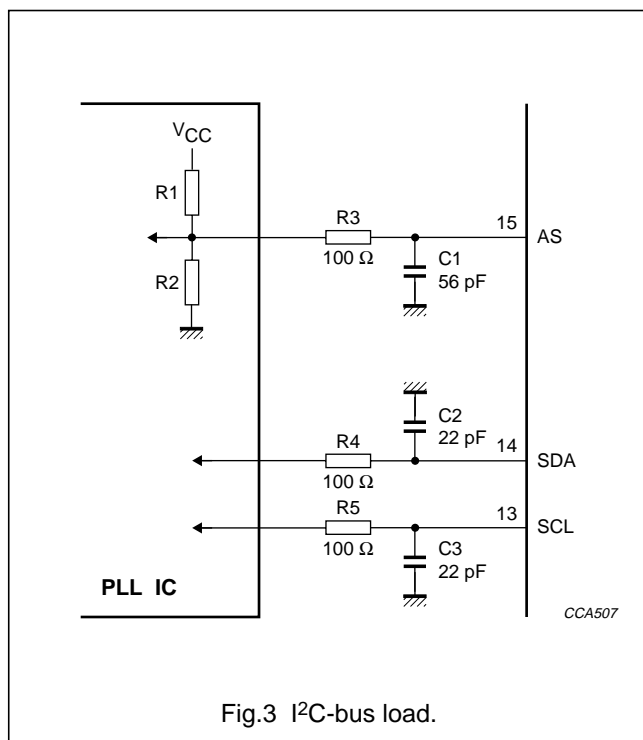 VCC
R1
R2
R3
100 Ω
15
AS
C1
56 pF
C2
22 pF
R4
100 Ω
14
SDA
R5
100 Ω
13
SCL
C3
22 pF
PLL IC
CCA507
Fig.3 I²C-bus load.